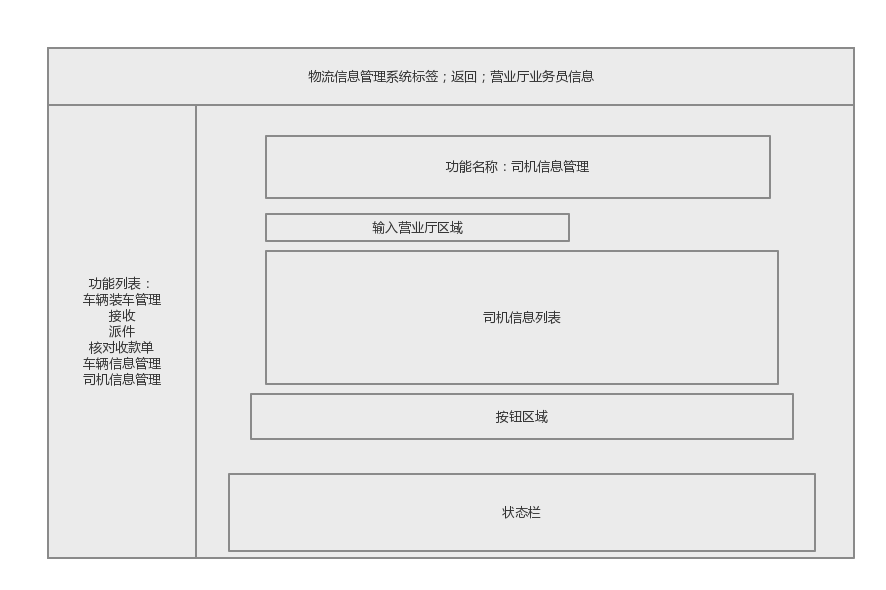 物流信息管理系统标签；返回；营业厅业务员信息
功能名称：司机信息管理
输入营业厅区域
功能列表：
车辆装车管理
接收
派件
核对收款单
车辆信息管理
司机信息管理
司机信息列表
按钮区域
状态栏